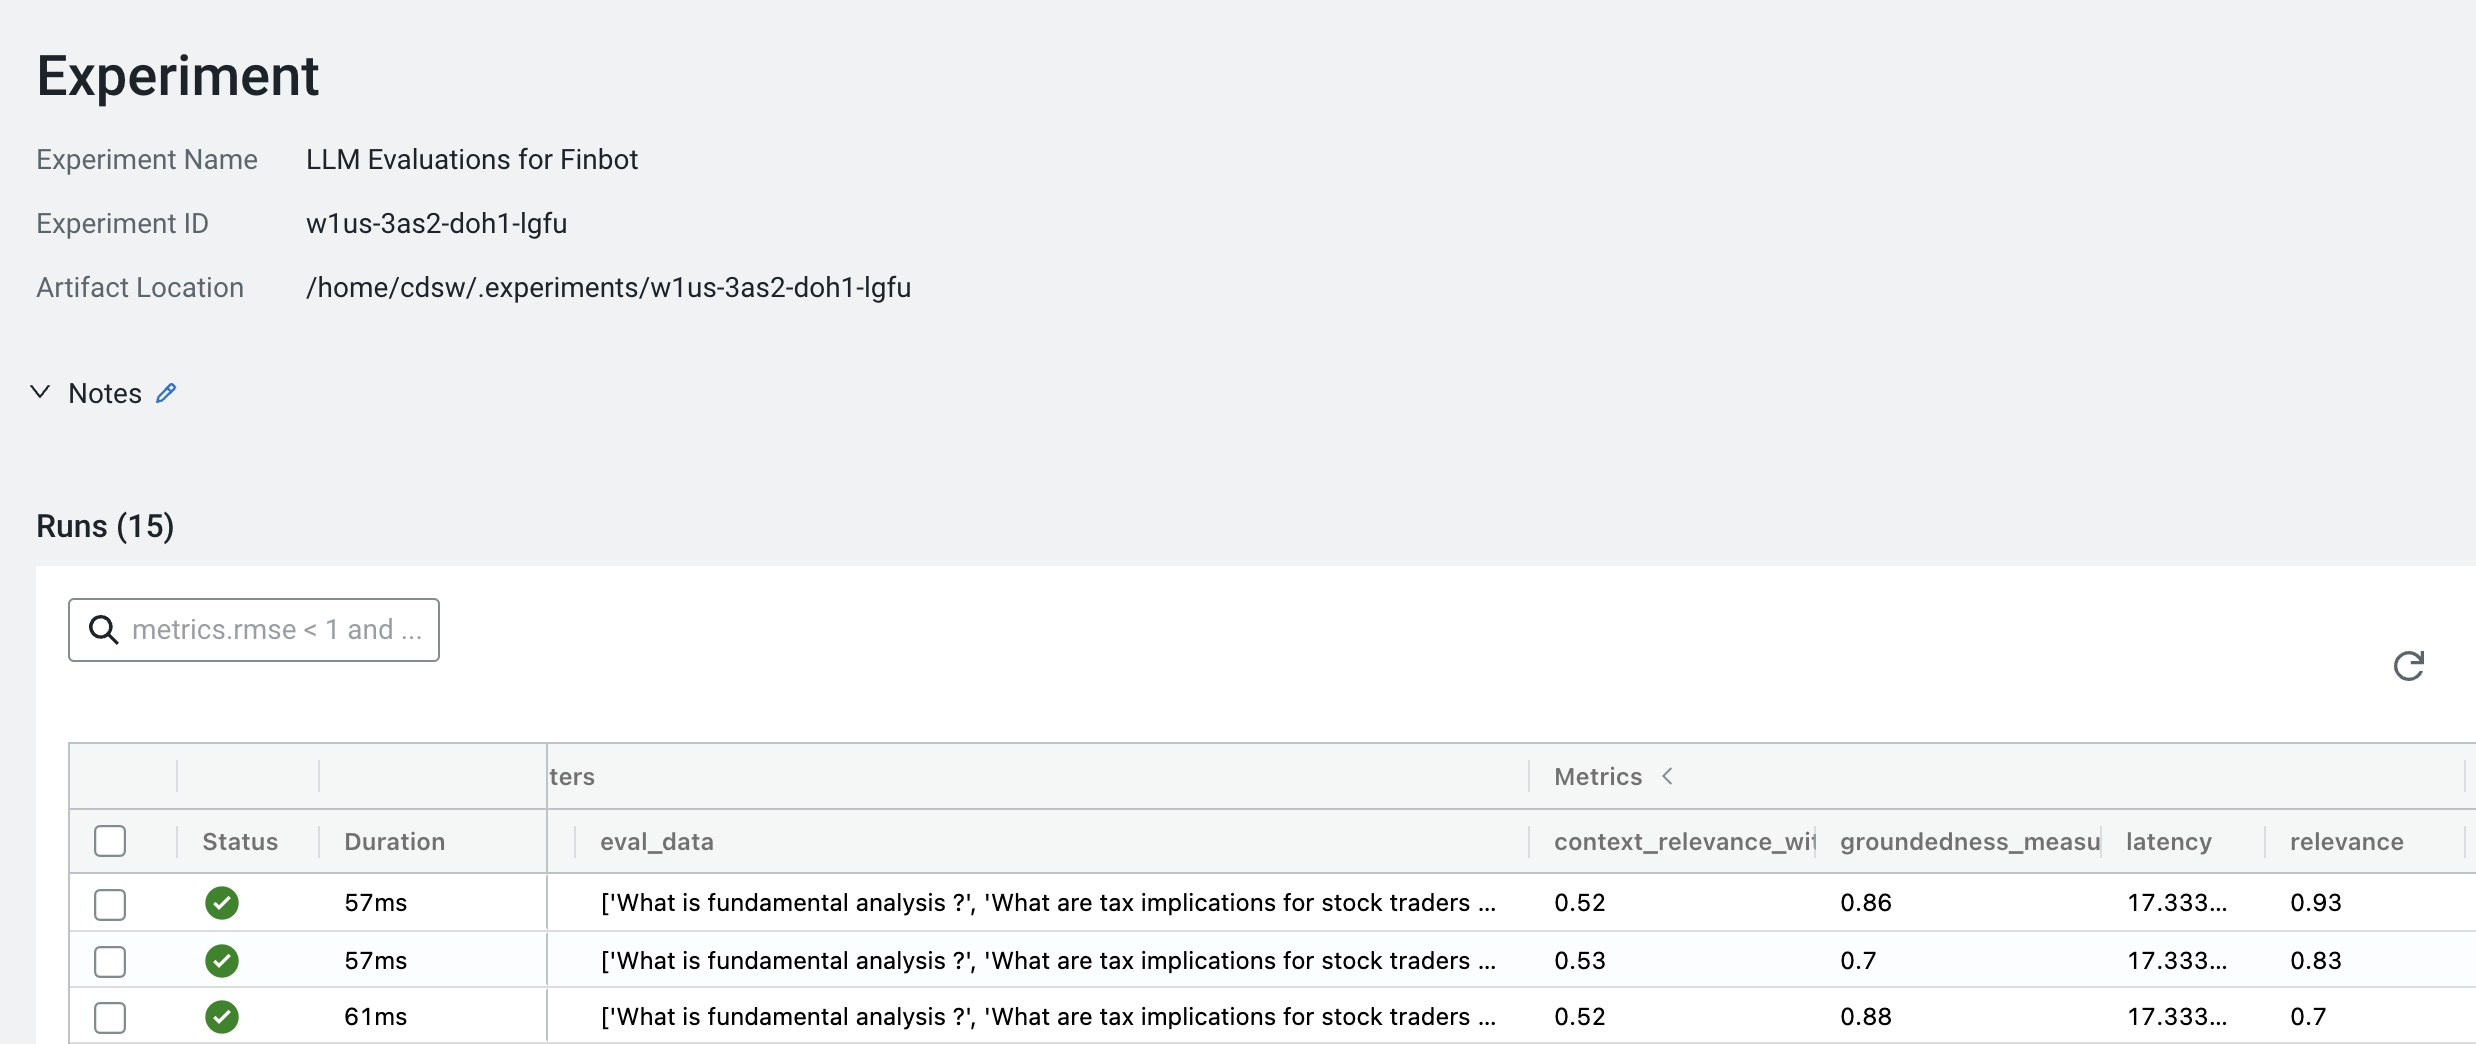 Experiment
Experiment Name LLM Evaluations for Finbot
Experiment ID w1us-3as2-doh1-lgfu
Artifact Location /home/cdsw/.experiments/w1us-3as2-doh1-lgfu
Notes
Runs (15)
metrics.rmse < 1 and ...
ters Metrics
Status Duration eval_data context_relevance_wit groundedness_measu latency relevance
57ms ['What is fundamental analysis ?', 'What are tax implications for stock traders ... 0.52 0.86 17.333... 0.93
57ms ['What is fundamental analysis ?', 'What are tax implications for stock traders ... 0.53 0.7 17.333... 0.83
61ms ['What is fundamental analysis ?', 'What are tax implications for stock traders ... 0.52 0.88 17.333... 0.7